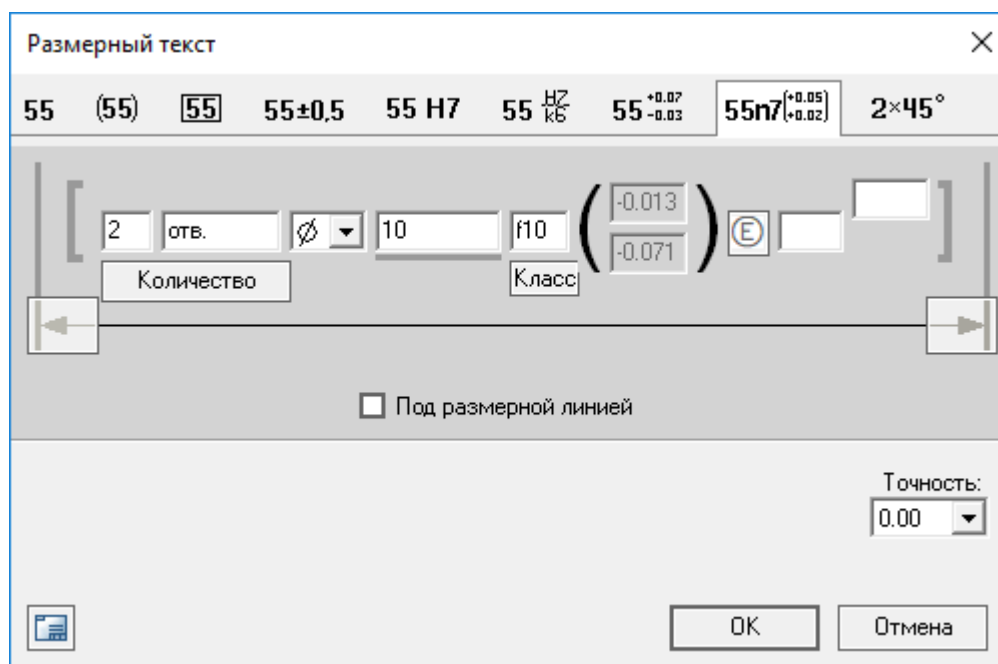 Размерный текст
55 (55) 55 55±0,5 55 H7 55 H7 k6 55 +0.07 -0.03 55n7(+0.05 +0.02) 2×45°
2 отв. Ø 10 f10 ( -0.013 -0.071 ) E
Количество Класс
Под размерной линией
Точность:
0.00
OK Отмена